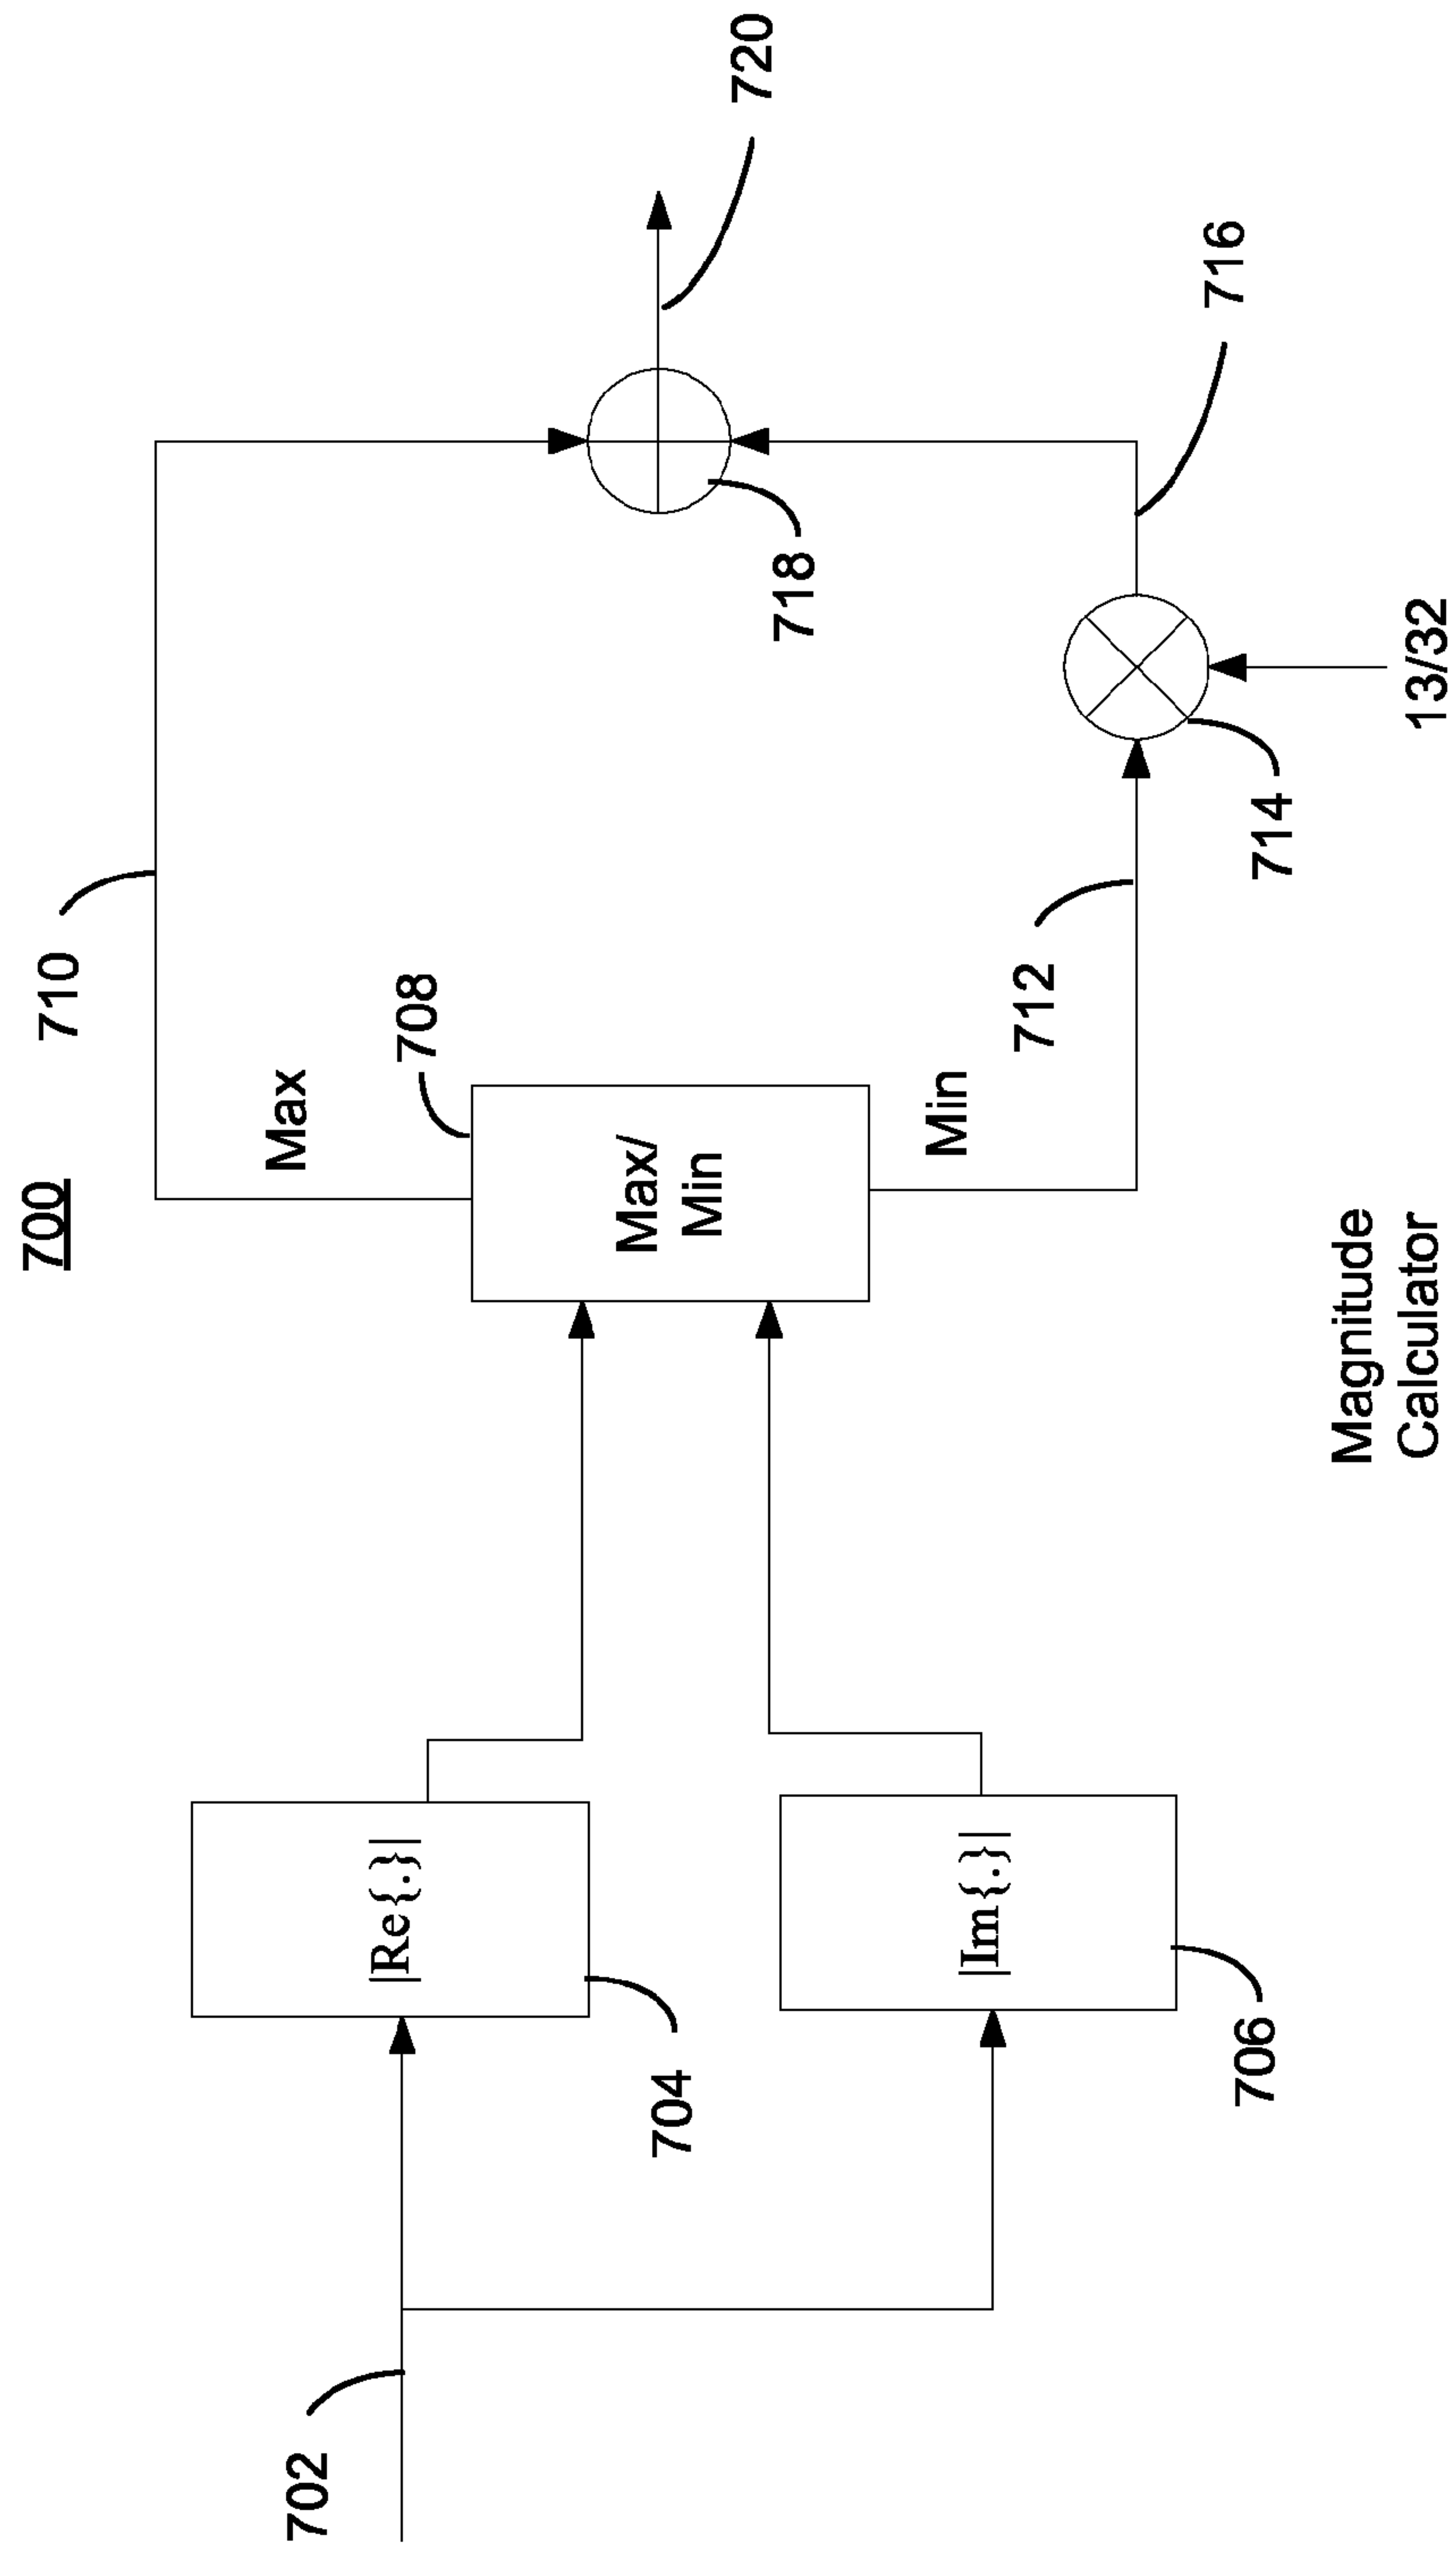 700
710
Max
702
704
|Re{.}|
708
Max/
Min
718
720
706
|Im{.}|
Min
712
714
716
13/32
Magnitude
Calculator